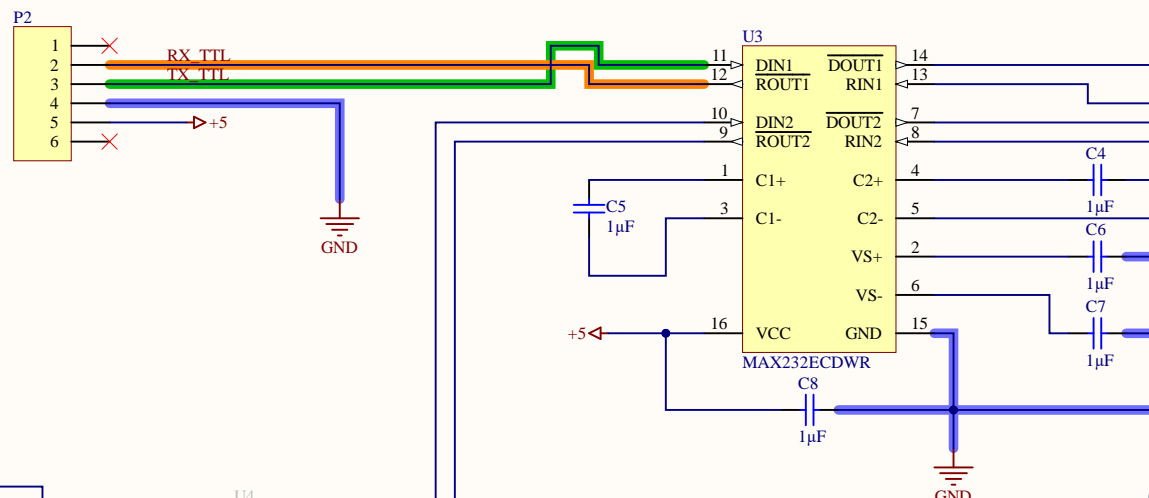 P2
1
2
3
4
5
6
RX_TTL
TX_TTL
+5
GND
U3
11 DIN1 DOUT1 14
12 ROUT1 RIN1 13
10 DIN2 DOUT2 7
9 ROUT2 RIN2 8
1 C1+ C2+ 4
3 C1- C2- 5
VS+ 2
VS- 6
16 VCC GND 15
MAX232ECDWR
C5
1µF
+5
C4
1µF
C6
1µF
C7
1µF
C8
1µF
GND
U4